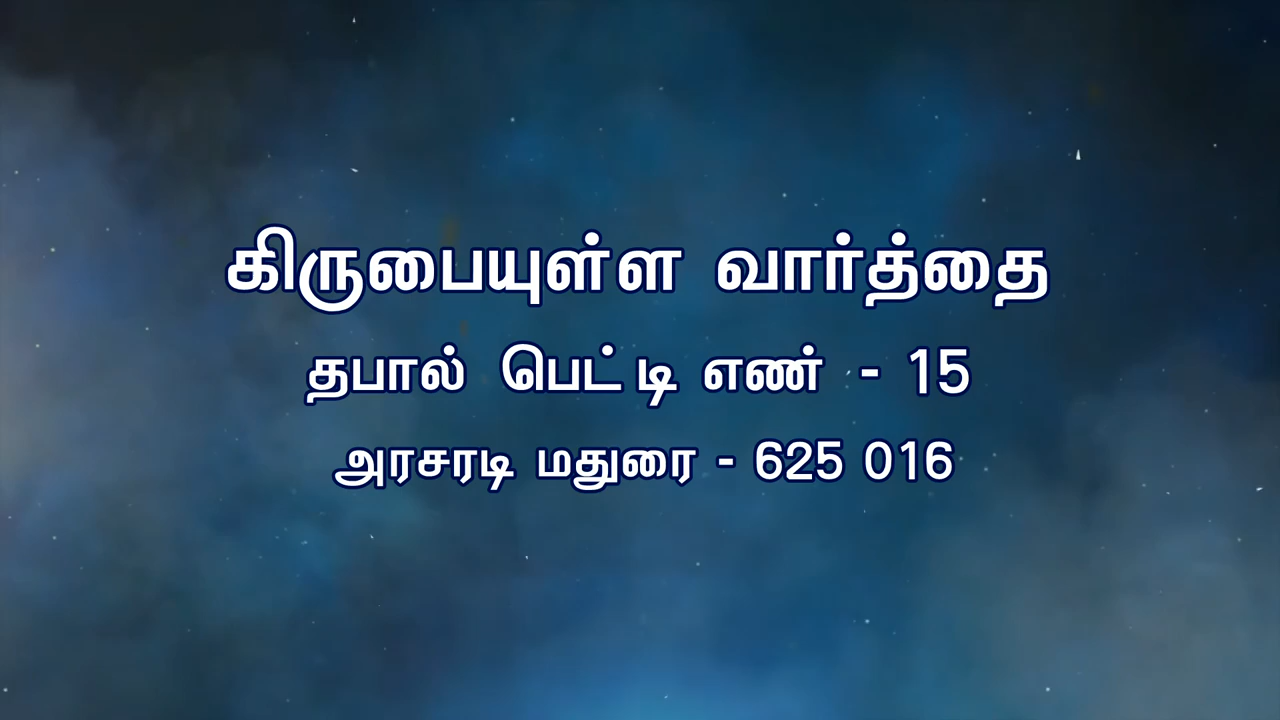 கிருபையுள்ள வார்த்தை
தபால் பெட்டி எண் - 15
அரசரடி மதுரை - 625 016